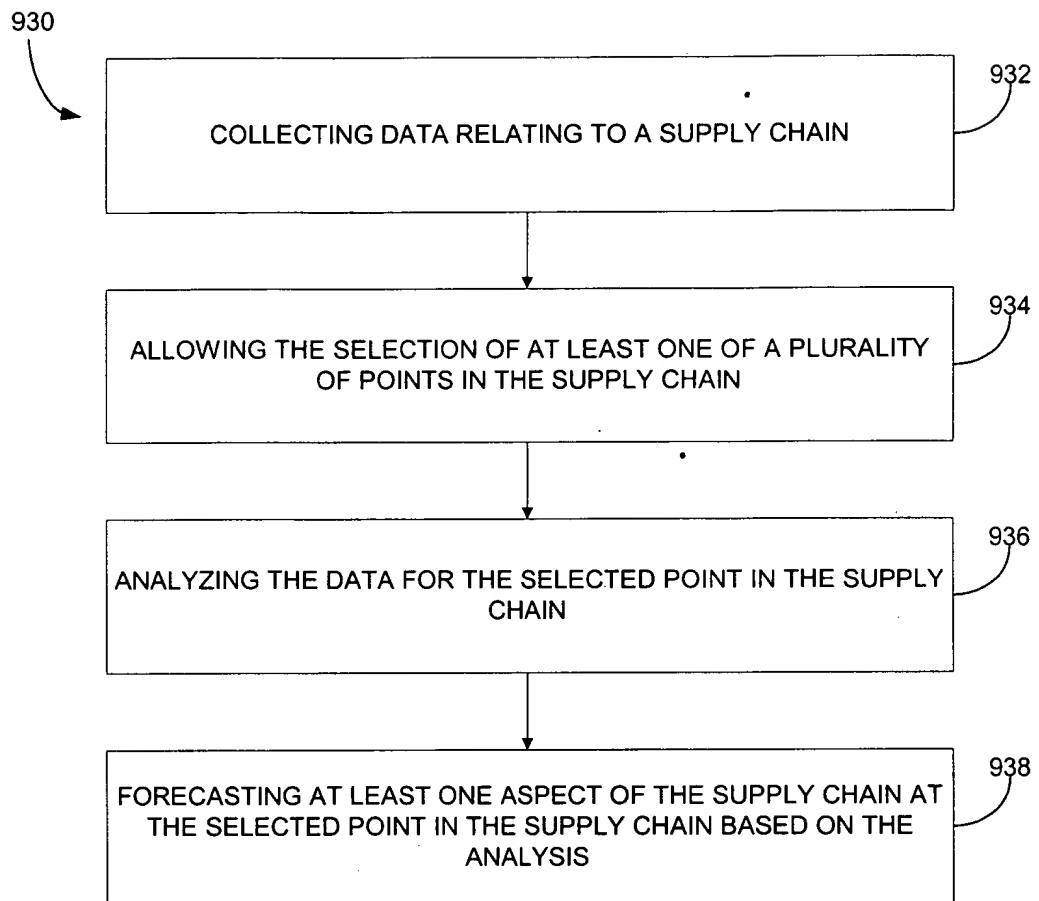 930
932
COLLECTING DATA RELATING TO A SUPPLY CHAIN
934
ALLOWING THE SELECTION OF AT LEAST ONE OF A PLURALITY
OF POINTS IN THE SUPPLY CHAIN
936
ANALYZING THE DATA FOR THE SELECTED POINT IN THE SUPPLY
CHAIN
938
FORECASTING AT LEAST ONE ASPECT OF THE SUPPLY CHAIN AT
THE SELECTED POINT IN THE SUPPLY CHAIN BASED ON THE
ANALYSIS